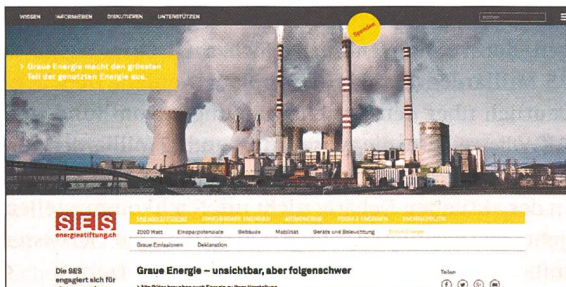 WISSEN INFORMIEREN DISKUTIEREN UNTERSTÜTZEN
Spenden
› Graue Energie macht den grössten
Teil der genutzten Energie aus.
SES
energiestiftung.ch
ENERGIEEFFIZIENZ ERNEUERBARE ENERGIEN ATOMENERGIE FOSSILE ENERGIEN ENERGIEPOLITIK
2000 Watt Einsparpotenziale Gebäude Mobilität Geräte und Beleuchtung Graue Energie
Graue Emissionen Deklaration
Die SES
engagiert sich für
Graue Energie – unsichtbar, aber folgenschwer
Teilen